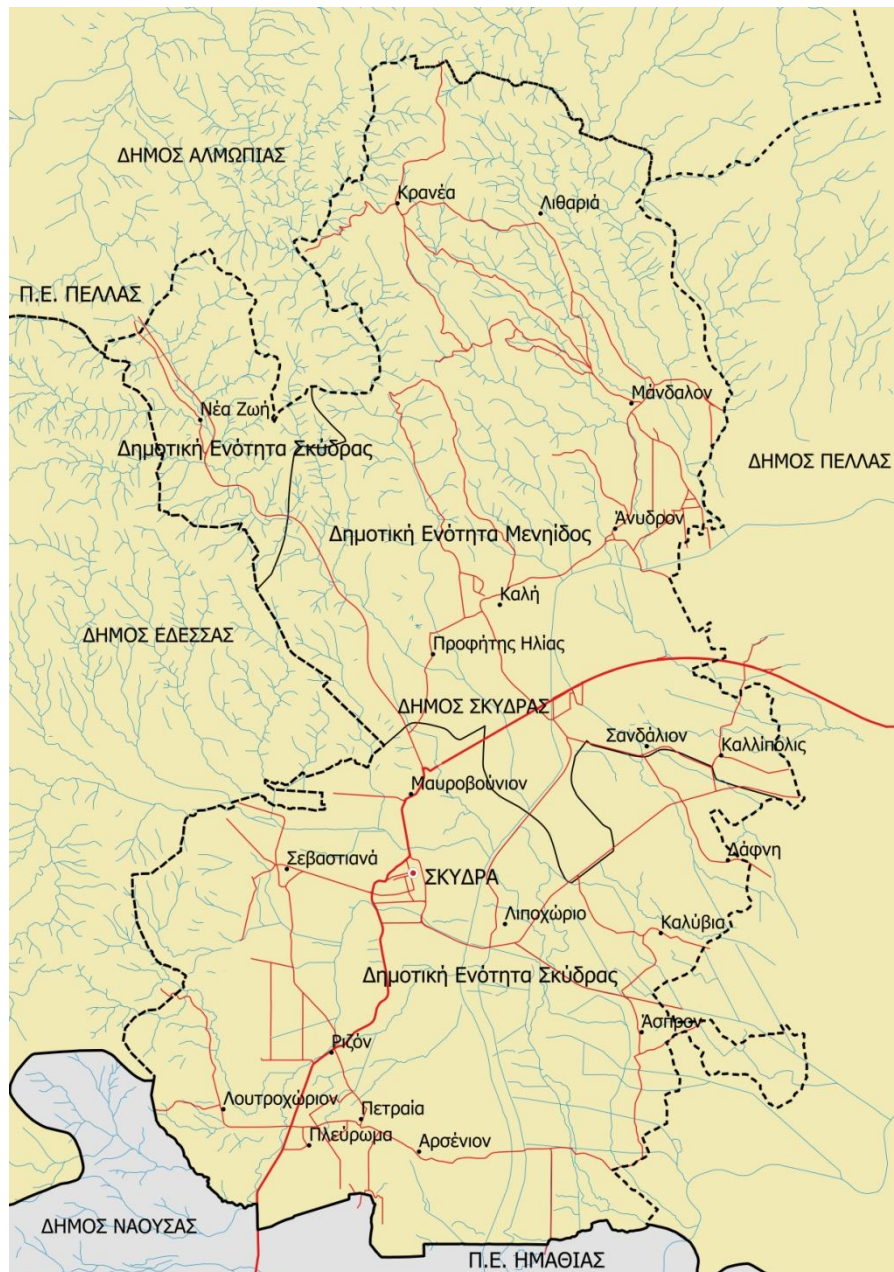 ΔΗΜΟΣ ΑΛΜΩΠΙΑΣ
Κρανέα
Λιθαριά
Π.Ε. ΠΕΛΛΑΣ
Μάνδαλον
Νέα Ζωή
Δημοτική Ενότητα Σκύδρας
ΔΗΜΟΣ ΠΕΛΛΑΣ
Άνυδρον
Δημοτική Ενότητα Μενηίδος
Καλή
ΔΗΜΟΣ ΕΔΕΣΣΑΣ
Προφήτης Ηλίας
ΔΗΜΟΣ ΣΚΥΔΡΑΣ
Σανδάλιον
Καλλίπολις
Μαυροβούνιον
Δάφνη
Σεβαστιανά
ΣΚΥΔΡΑ
Λιποχώριο
Καλύβια
Δημοτική Ενότητα Σκύδρας
Άσπρον
Ριζόν
Λουτροχώριον
Πετραία
Πλεύρωμα
Αρσένιον
ΔΗΜΟΣ ΝΑΟΥΣΑΣ
Π.Ε. ΗΜΑΘΙΑΣ